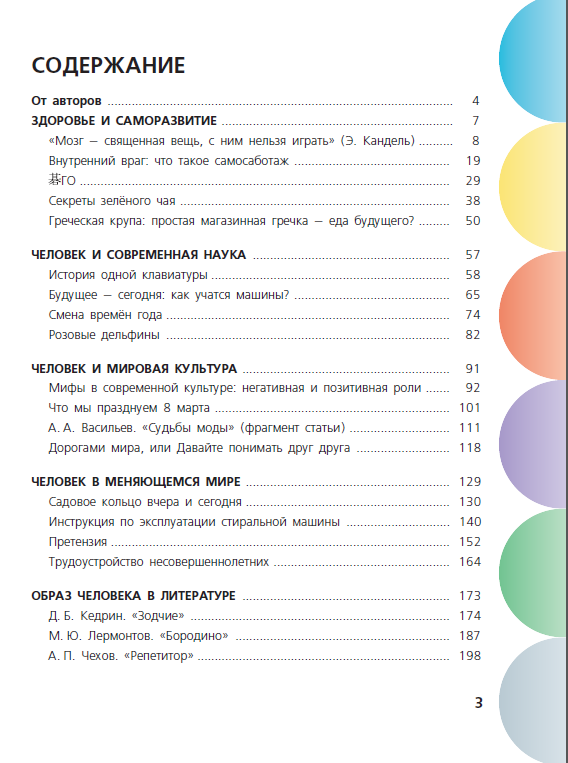 СОДЕРЖАНИЕ
От авторов ........ 4
ЗДОРОВЬЕ И САМОРАЗВИТИЕ ........ 7
«Мозг – священная вещь, с ним нельзя играть» (Э. Кандель) ........ 8
Внутренний враг: что такое самосаботаж ........ 19
碁ГО ........ 29
Секреты зелёного чая ........ 38
Греческая крупа: простая магазинная гречка – еда будущего? ........ 50
ЧЕЛОВЕК И СОВРЕМЕННАЯ НАУКА ........ 57
История одной клавиатуры ........ 58
Будущее – сегодня: как учатся машины? ........ 65
Смена времён года ........ 74
Розовые дельфины ........ 82
ЧЕЛОВЕК И МИРОВАЯ КУЛЬТУРА ........ 91
Мифы в современной культуре: негативная и позитивная роли ........ 92
Что мы празднуем 8 марта ........ 101
А. А. Васильев. «Судьбы моды» (фрагмент статьи) ........ 111
Дорогами мира, или Давайте понимать друг друга ........ 118
ЧЕЛОВЕК В МЕНЯЮЩЕМСЯ МИРЕ ........ 129
Садовое кольцо вчера и сегодня ........ 130
Инструкция по эксплуатации стиральной машины ........ 140
Претензия ........ 152
Трудоустройство несовершеннолетних ........ 164
ОБРАЗ ЧЕЛОВЕКА В ЛИТЕРАТУРЕ ........ 173
Д. Б. Кедрин. «Зодчие» ........ 174
М. Ю. Лермонтов. «Бородино» ........ 187
А. П. Чехов. «Репетитор» ........ 198
3